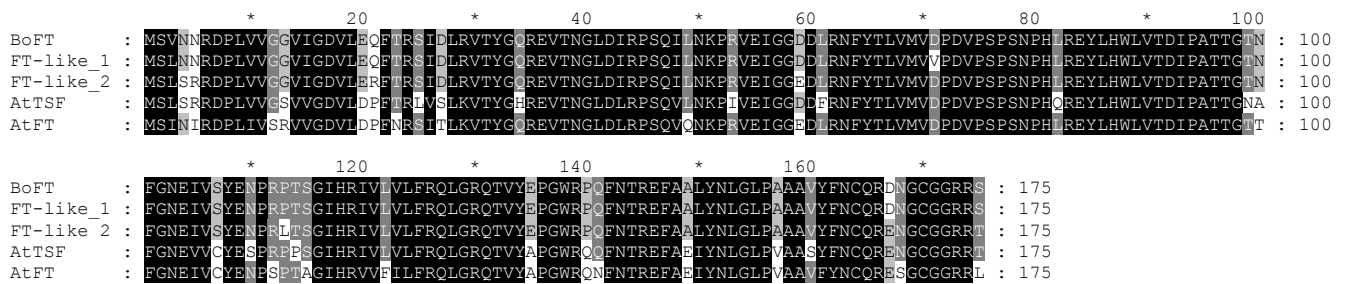 * 20 * 40 * 60 * 80 * 100
BoFT : MSVNNRDPLVVGGVIGDVLEQFTRSIDLRVTYGQREVTNGLDIRPSQILNKPRVEIGGDDLRNFYTLVMVDPDVPSPSNPHLREYLHWLVTDIPATTGTN : 100
FT-like_1 : MSLNNRDPLVVGGVIGDVLEQFTRSIDLRVTYGQREVTNGLDIRPSQILNKPRVEIGGDDLRNFYTLVMVVPDVPSPSNPHLREYLHWLVTDIPATTGTN : 100
FT-like_2 : MSLSRRDPLVVGGVIGDVLERFTRSIDLRVTYGQREVTNGLDIRPSQILNKPRVEIGGEDLRNFYTLVMVDPDVPSPSNPHLREYLHWLVTDIPATTGTN : 100
AtTSF : MSLSRRDPLVVGSVVGDVLDPFTRLVSLKVTYGHREVTNGLDLRPSQVLNKPIVEIGGDDFRNFYTLVMVDPDVPSPSNPHQREYLHWLVTDIPATTGNA : 100
AtFT : MSINIRDPLIVSRVVGDVLDPFNRSITLKVTYGQREVTNGLDLRPSQVQNKPRVEIGGEDLRNFYTLVMVDPDVPSPSNPHLREYLHWLVTDIPATTGTT : 100
* 120 * 140 * 160 *
BoFT : FGNEIVSYENPRPTSGIHRIVLVLFRQLGRQTVYEPGWRPQFNTREFAALYNLGLPAAAVYFNCQRDNGCGGRRS : 175
FT-like_1 : FGNEIVSYENPRPTSGIHRIVLVLFRQLGRQTVYEPGWRPQFNTREFAALYNLGLPAAAVYFNCQRDNGCGGRRS : 175
FT-like_2 : FGNEIVSYENPRLTSGIHRIVLVLFRQLGRQTVYEPGWRPQFNTREFAALYNLGLPAAAVYFNCQRENGCGGRRT : 175
AtTSF : FGNEVVCYESPRPPSGIHRIVLVLFRQLGRQTVYAPGWRQQFNTREFAEIYNLGLPVAASYFNCQRENGCGGRRT : 175
AtFT : FGNEIVCYENPSPTAGIHRVVFILFRQLGRQTVYAPGWRQNFNTREFAEIYNLGLPVAAVFYNCQRESGCGGRRL : 175